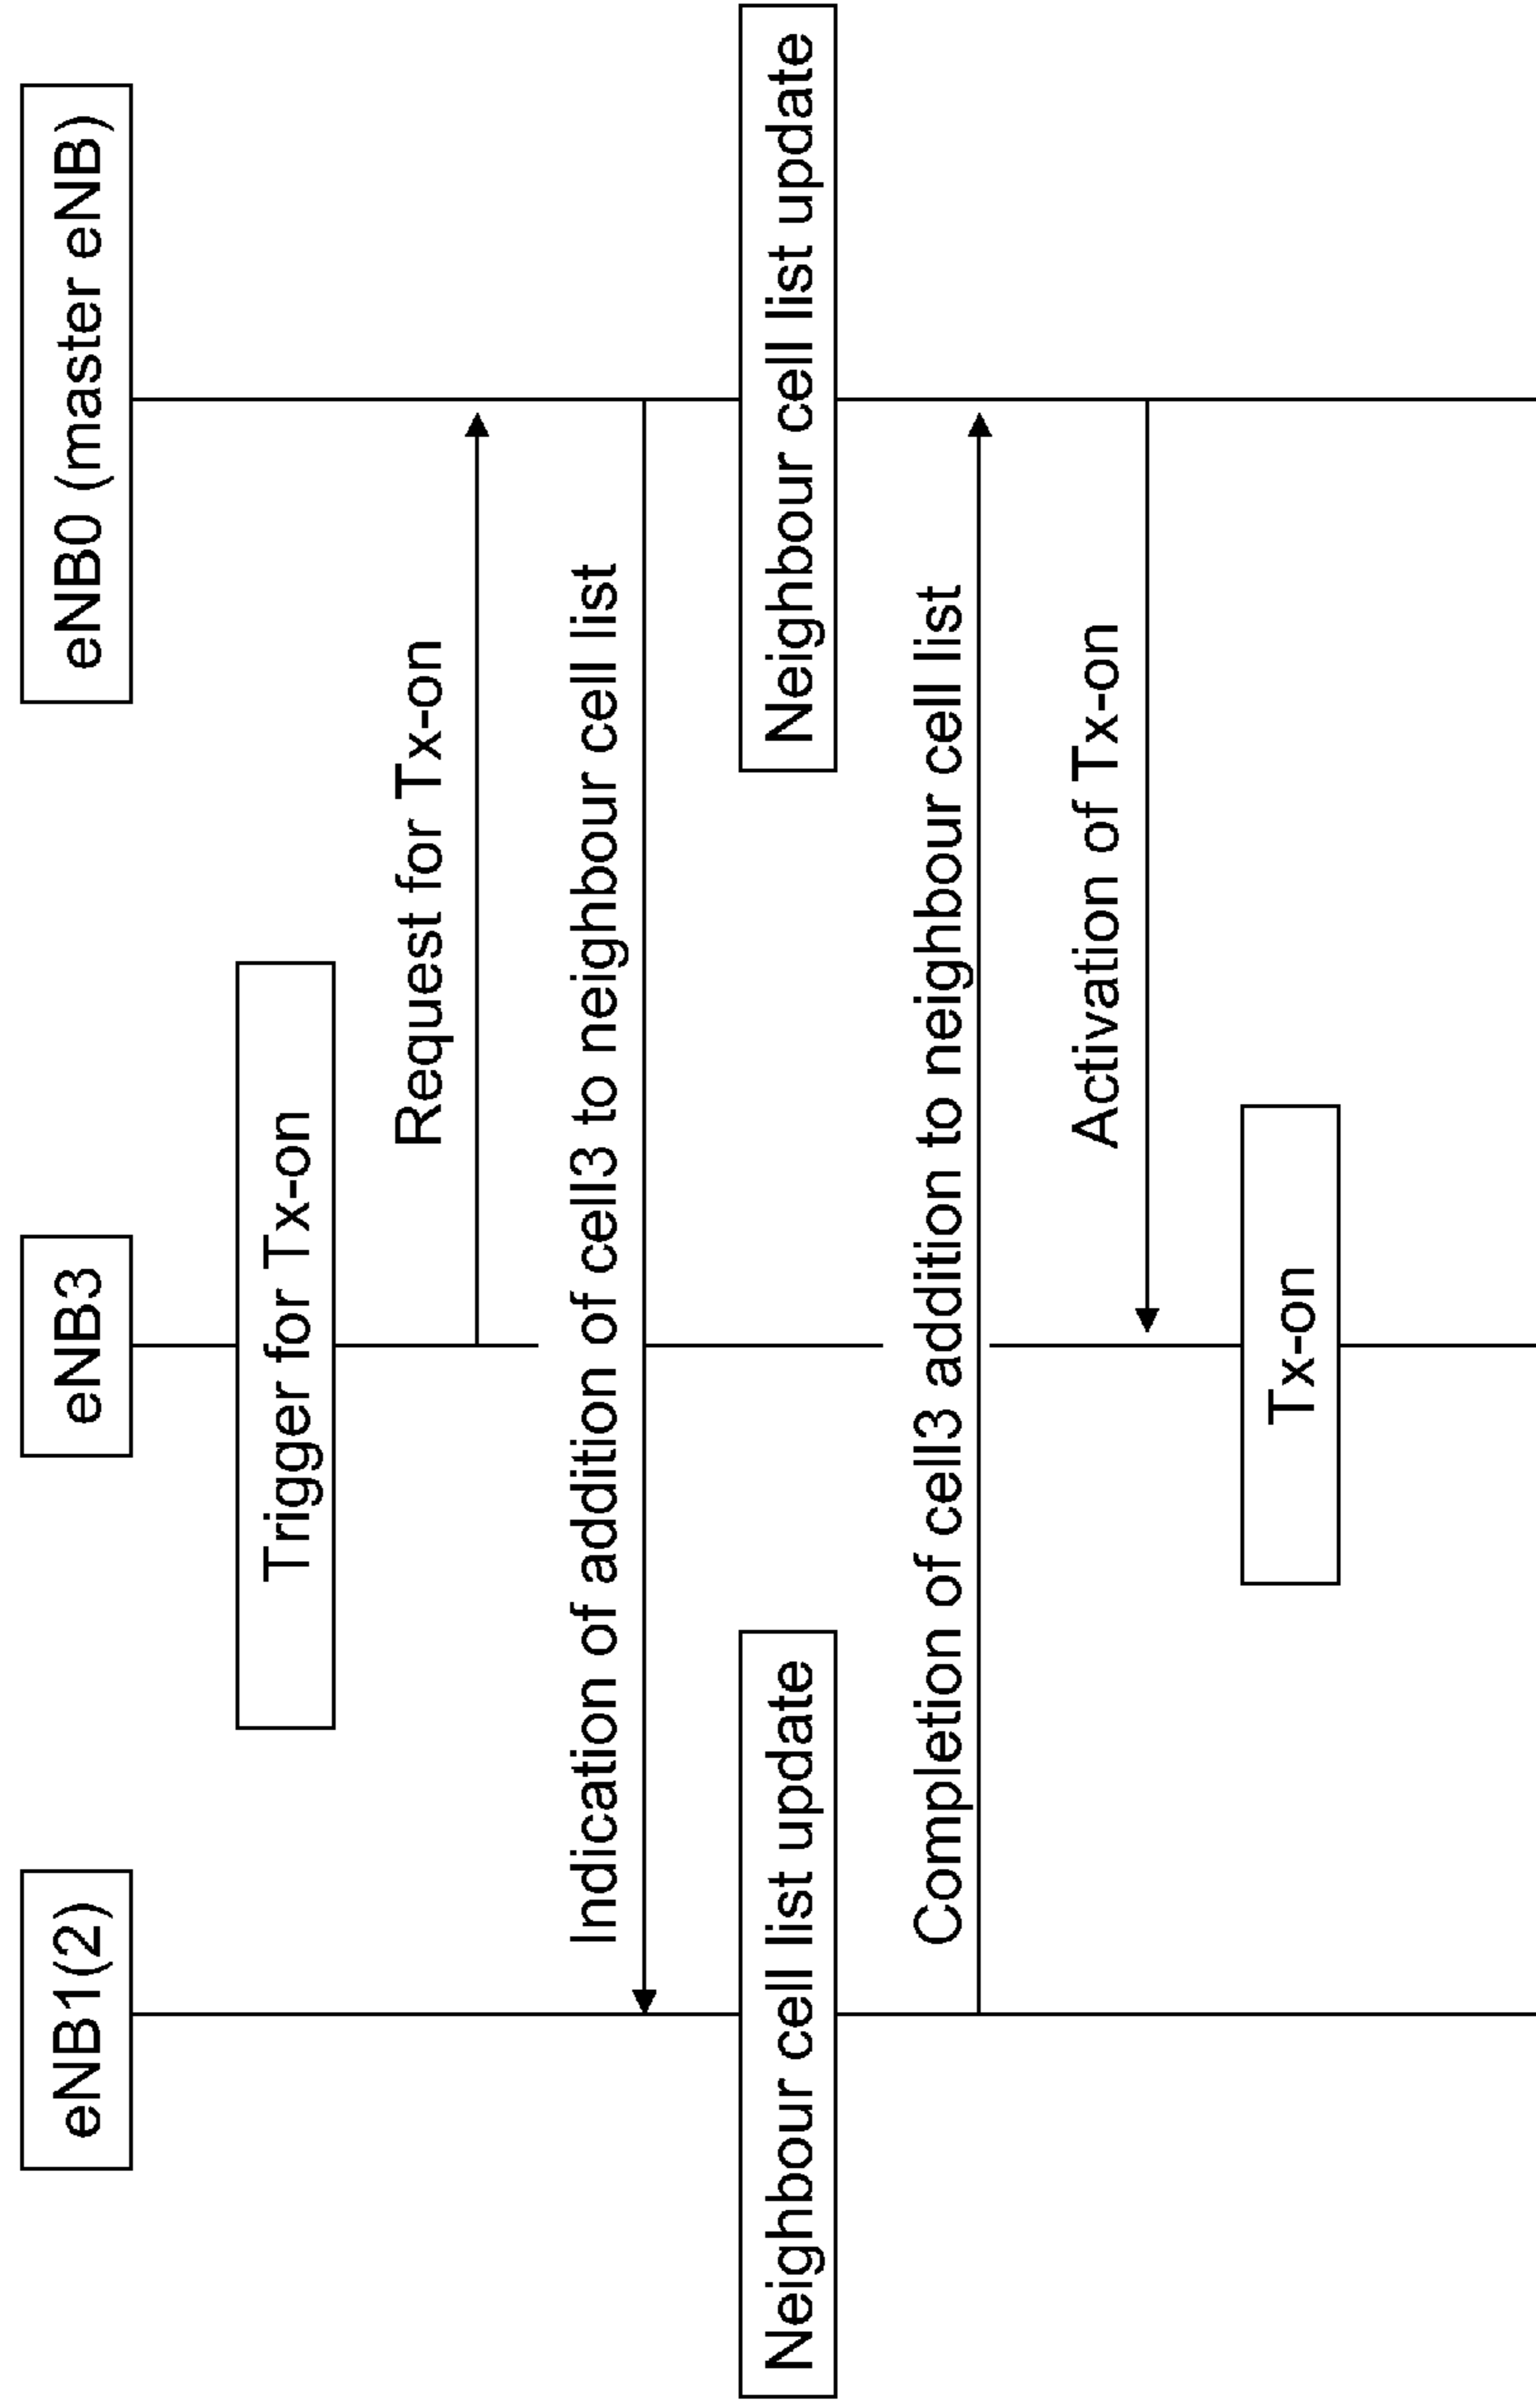 eNB1(2)
eNB3
eNB0 (master eNB)
Trigger for Tx-on
Request for Tx-on
Indication of addition of cell3 to neighbour cell list
Neighbour cell list update
Neighbour cell list update
Completion of cell3 addition to neighbour cell list
Activation of Tx-on
Tx-on